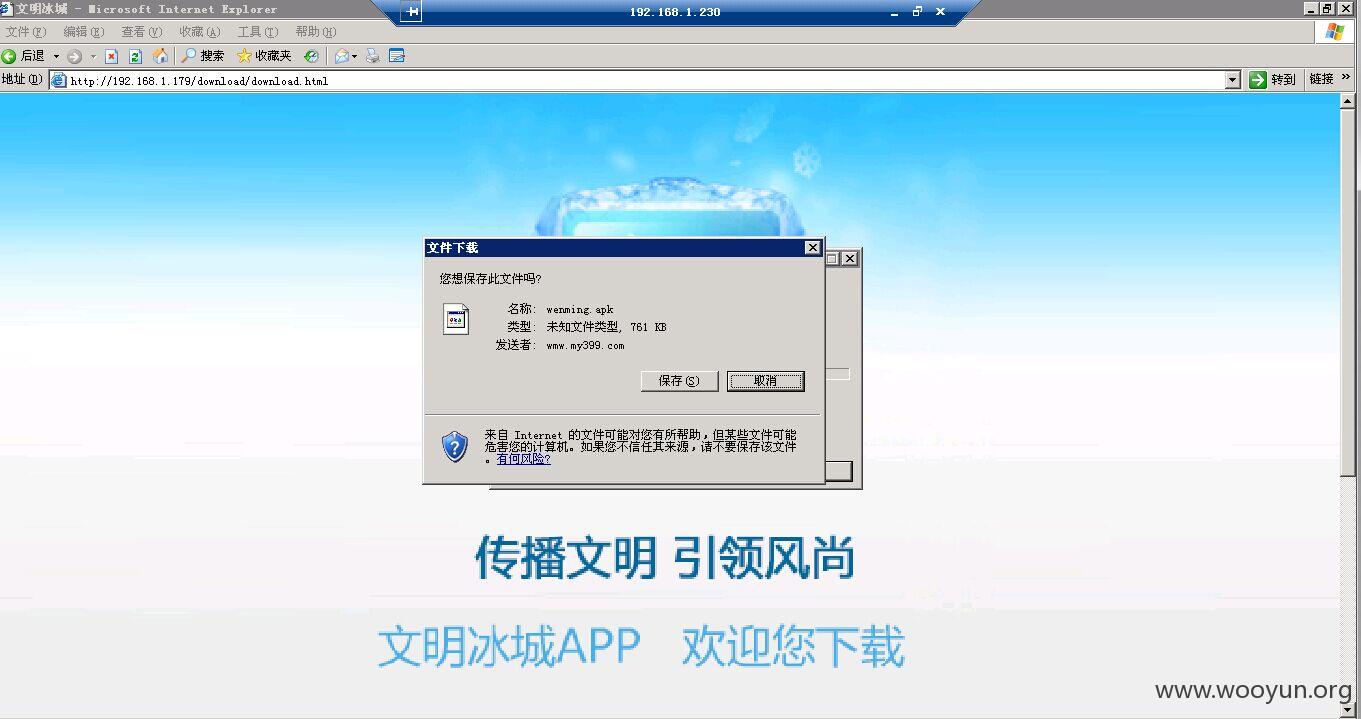 文明冰城 - Microsoft Internet Explorer
192.168.1.230
文件(F) 编辑(E) 查看(V) 收藏(A) 工具(T) 帮助(H)
后退 搜索 收藏夹
地址(D) http://192.168.1.179/download/download.html 转到 链接 »
文件下载
您想保存此文件吗?
名称: wenming.apk
类型: 未知文件类型, 761 KB
发送者: www.my399.com
保存(S) 取消
来自 Internet 的文件可能对您有所帮助,但某些文件可能
危害您的计算机。如果您不信任其来源,请不要保存该文件
。有何风险?
传播文明 引领风尚
文明冰城APP 欢迎您下载
www.wooyun.org